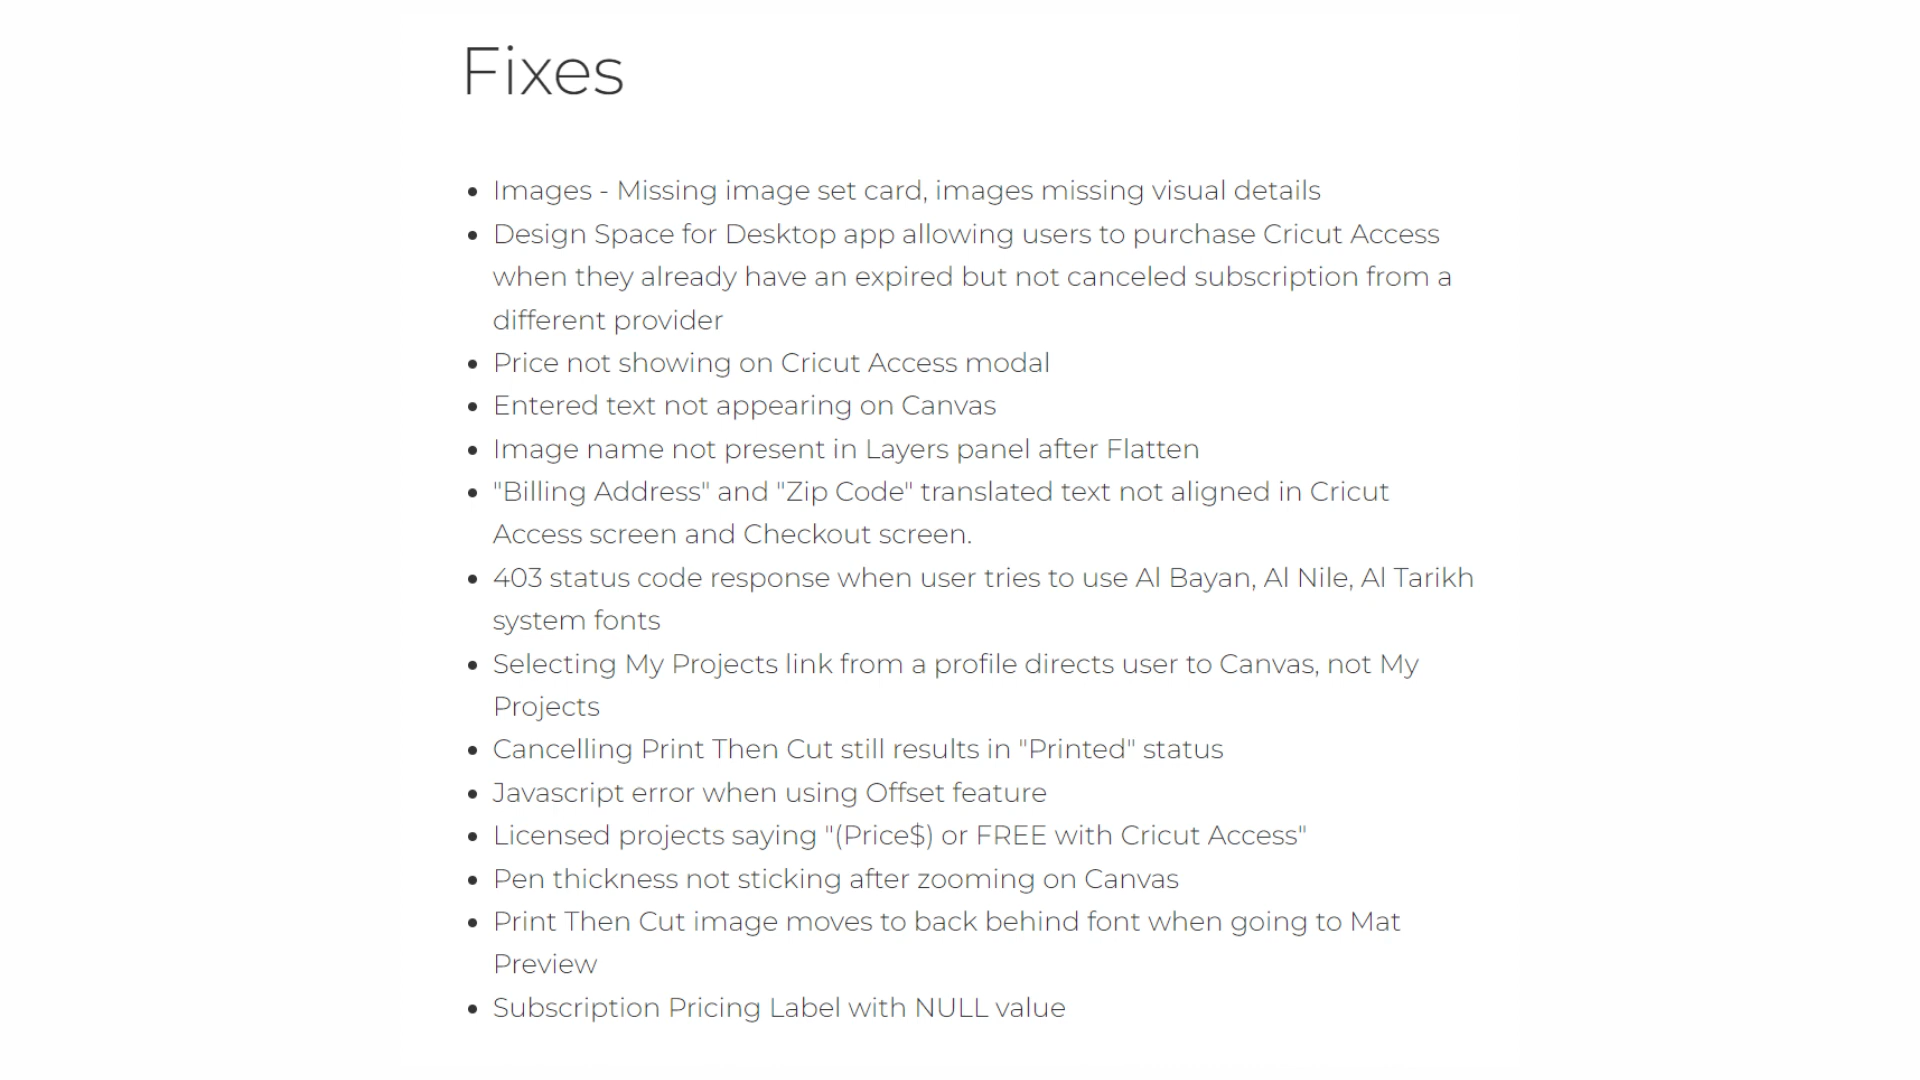 Fixes
• Images - Missing image set card, images missing visual details
• Design Space for Desktop app allowing users to purchase Cricut Access
when they already have an expired but not canceled subscription from a
different provider
• Price not showing on Cricut Access modal
• Entered text not appearing on Canvas
• Image name not present in Layers panel after Flatten
• "Billing Address" and "Zip Code" translated text not aligned in Cricut
Access screen and Checkout screen.
• 403 status code response when user tries to use Al Bayan, Al Nile, Al Tarikh
system fonts
• Selecting My Projects link from a profile directs user to Canvas, not My
Projects
• Cancelling Print Then Cut still results in "Printed" status
• Javascript error when using Offset feature
• Licensed projects saying "(Price$) or FREE with Cricut Access"
• Pen thickness not sticking after zooming on Canvas
• Print Then Cut image moves to back behind font when going to Mat
Preview
• Subscription Pricing Label with NULL value